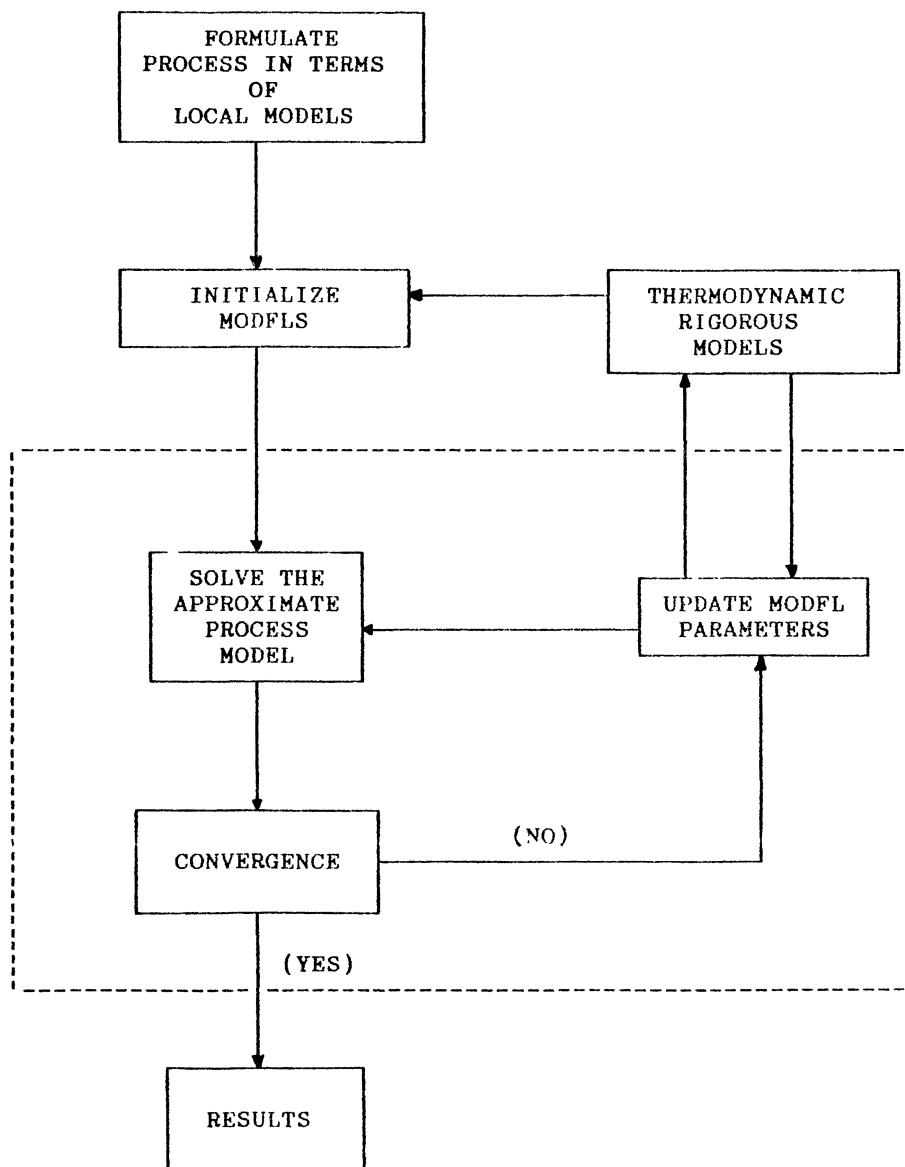 FORMULATE
PROCESS IN TERMS
OF
LOCAL MODELS
INITIALIZE
MODFLS
THERMODYNAMIC
RIGOROUS
MODELS
SOLVE THE
APPROXIMATE
PROCESS
MODEL
UPDATE MODFL
PARAMETERS
CONVERGENCE
(NO)
(YES)
RESULTS